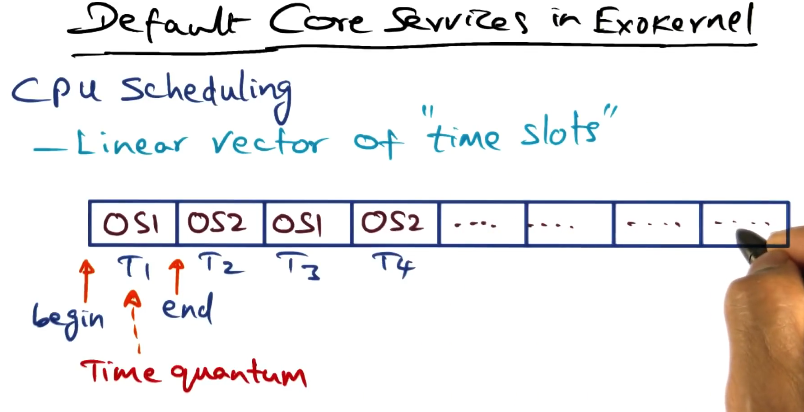 Default Core Services in Exokernel
CPU Scheduling
- Linear vector of "time slots"
OS1 OS2 OS1 OS2 .... .... .... ....
T1 T2 T3 T4
begin end
Time quantum